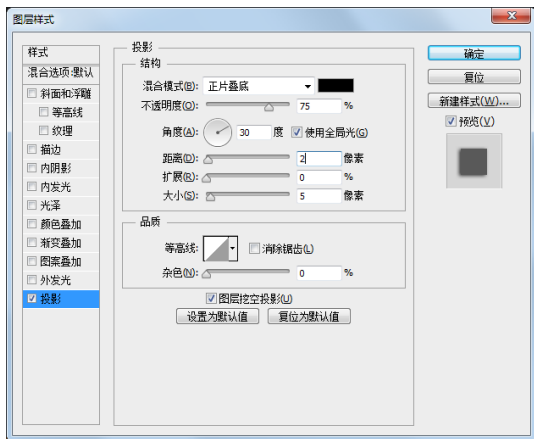 图层样式
样式
混合选项:默认
斜面和浮雕
等高线
纹理
描边
内阴影
内发光
光泽
颜色叠加
渐变叠加
图案叠加
外发光
投影
投影
结构
混合模式(B): 正片叠底
不透明度(O): 75 %
角度(A): 30 度 使用全局光(G)
距离(D): 2 像素
扩展(R): 0 %
大小(S): 5 像素
品质
等高线: 消除锯齿(L)
杂色(N): 0 %
图层挖空投影(U)
设置为默认值 复位为默认值
确定
复位
新建样式(W)...
预览(V)